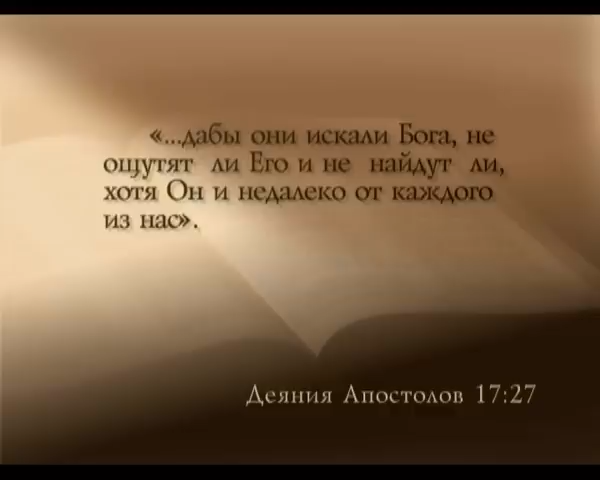 «...дабы они искали Бога, не
ощутят ли Его и не найдут ли,
хотя Он и недалеко от каждого
из нас».
Деяния Апостолов 17:27